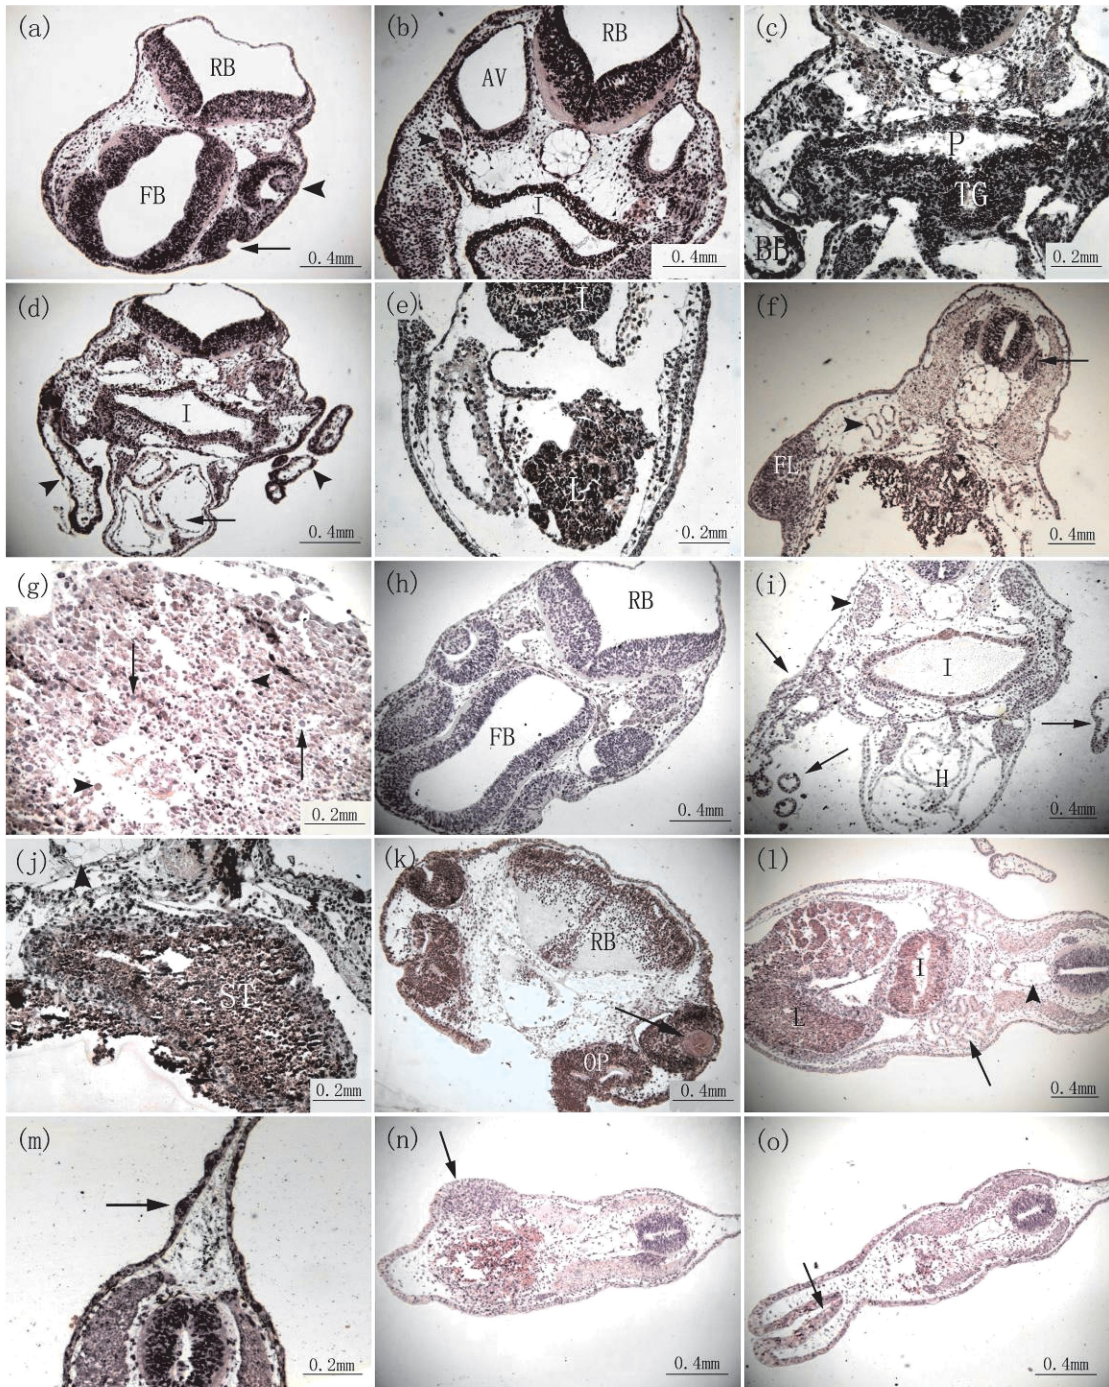 (a)
RB
FB
0.4mm
(b)
RB
AV
I
0.4mm
(c)
P
TG
BB
0.2mm
(d)
I
0.4mm
(e)
I
L
0.2mm
(f)
FL
0.4mm
(g)
0.2mm
(h)
RB
FB
0.4mm
(i)
I
H
0.4mm
(j)
ST
0.2mm
(k)
RB
OP
0.4mm
(l)
I
L
0.4mm
(m)
0.2mm
(n)
0.4mm
(o)
0.4mm